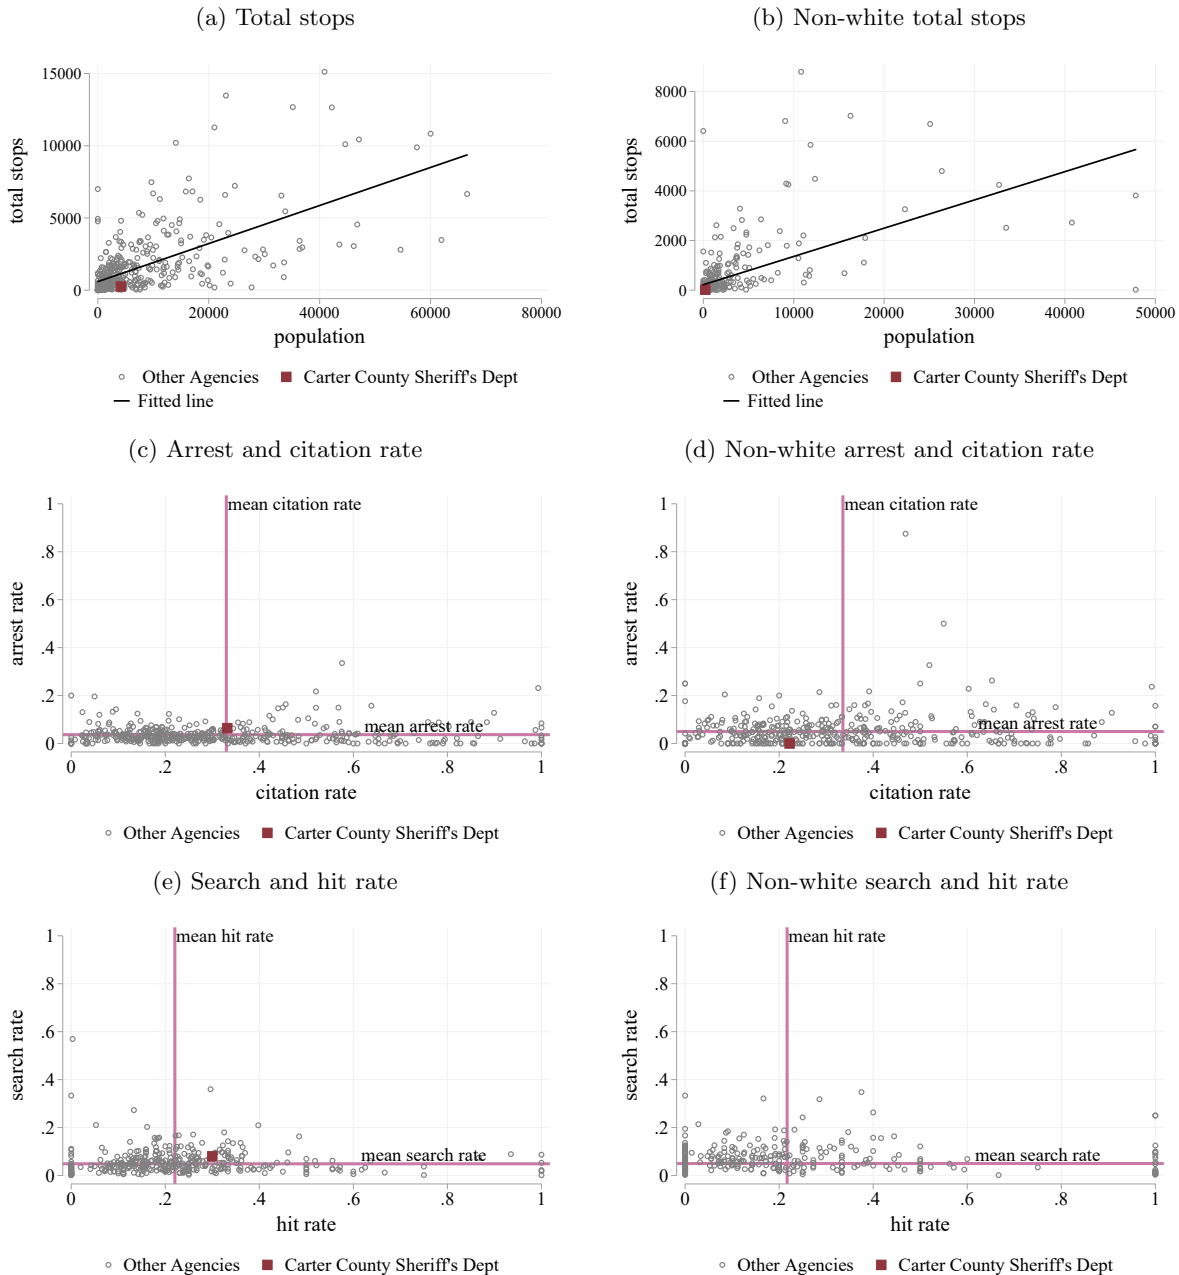 (a) Total stops
(b) Non-white total stops
total stops
15000
10000
5000
0
0 20000 40000 60000 80000
population
Other Agencies Carter County Sheriff's Dept
Fitted line
total stops
8000
6000
4000
2000
0
0 10000 20000 30000 40000 50000
population
Other Agencies Carter County Sheriff's Dept
Fitted line
(c) Arrest and citation rate
(d) Non-white arrest and citation rate
arrest rate
1
.8
.6
.4
.2
0
mean citation rate
mean arrest rate
0 .2 .4 .6 .8 1
citation rate
Other Agencies Carter County Sheriff's Dept
arrest rate
1
.8
.6
.4
.2
0
mean citation rate
mean arrest rate
0 .2 .4 .6 .8 1
citation rate
Other Agencies Carter County Sheriff's Dept
(e) Search and hit rate
(f) Non-white search and hit rate
search rate
1
.8
.6
.4
.2
0
mean hit rate
mean search rate
0 .2 .4 .6 .8 1
hit rate
Other Agencies Carter County Sheriff's Dept
search rate
1
.8
.6
.4
.2
0
mean hit rate
mean search rate
0 .2 .4 .6 .8 1
hit rate
Other Agencies Carter County Sheriff's Dept